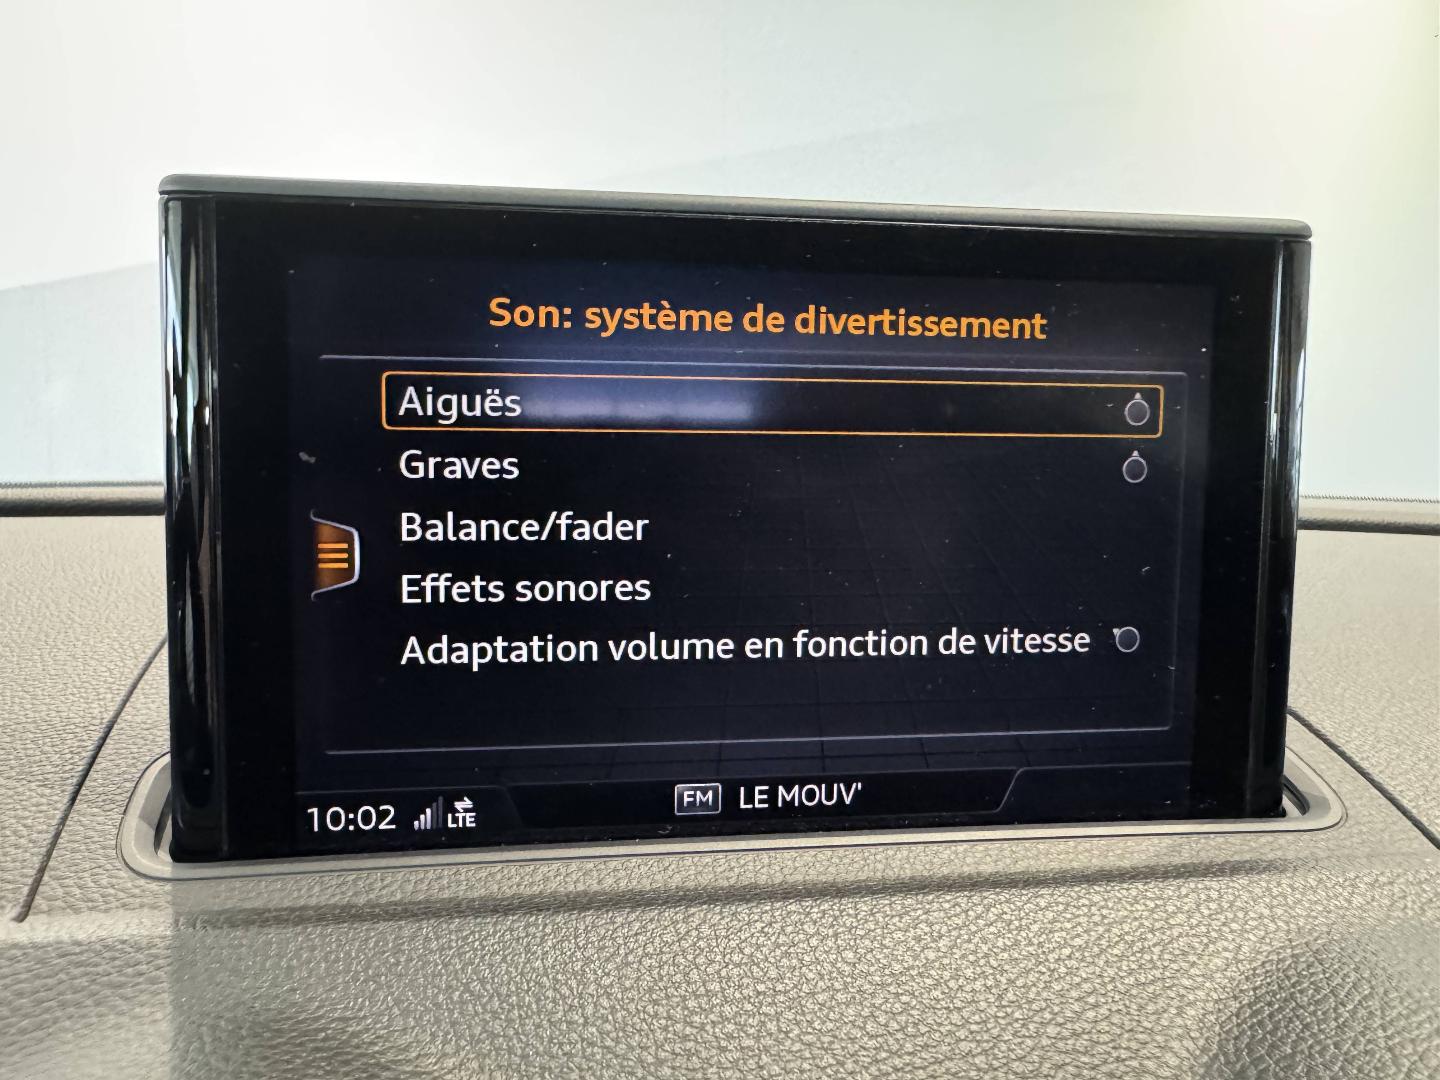 Son: système de divertissement
Aiguës
Graves
Balance/fader
Effets sonores
Adaptation volume en fonction de vitesse
10:02 LTE FM LE MOUV'